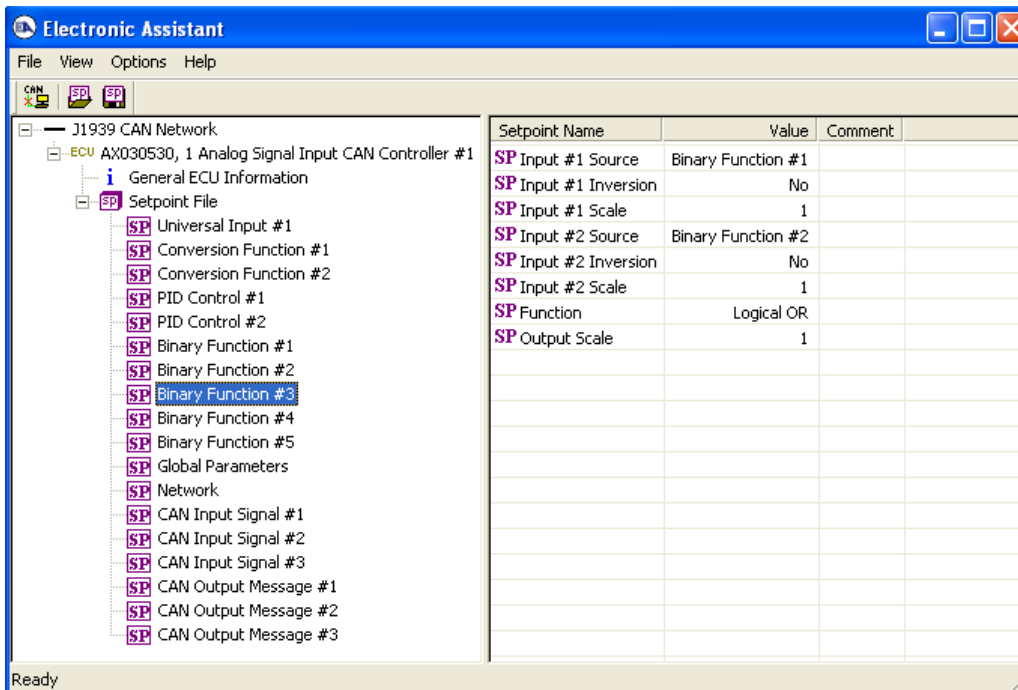 Electronic Assistant
File View Options Help
CAN SP SP
J1939 CAN Network
ECU AX030530, 1 Analog Signal Input CAN Controller #1
i General ECU Information
SP Setpoint File
SP Universal Input #1
SP Conversion Function #1
SP Conversion Function #2
SP PID Control #1
SP PID Control #2
SP Binary Function #1
SP Binary Function #2
SP Binary Function #3
SP Binary Function #4
SP Binary Function #5
SP Global Parameters
SP Network
SP CAN Input Signal #1
SP CAN Input Signal #2
SP CAN Input Signal #3
SP CAN Output Message #1
SP CAN Output Message #2
SP CAN Output Message #3
Setpoint Name Value Comment
SP Input #1 Source Binary Function #1
SP Input #1 Inversion No
SP Input #1 Scale 1
SP Input #2 Source Binary Function #2
SP Input #2 Inversion No
SP Input #2 Scale 1
SP Function Logical OR
SP Output Scale 1
Ready